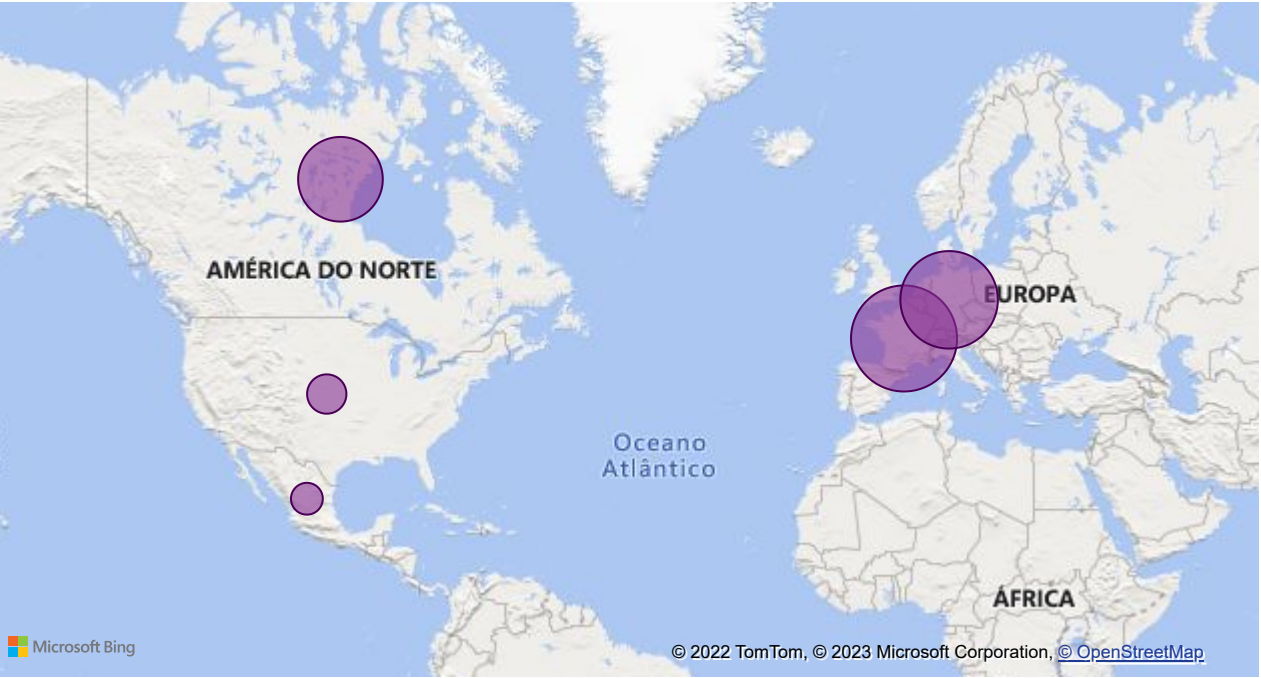 AMÉRICA DO NORTE
EUROPA
Oceano
Atlântico
ÁFRICA
Microsoft Bing
© 2022 TomTom, © 2023 Microsoft Corporation, © OpenStreetMap